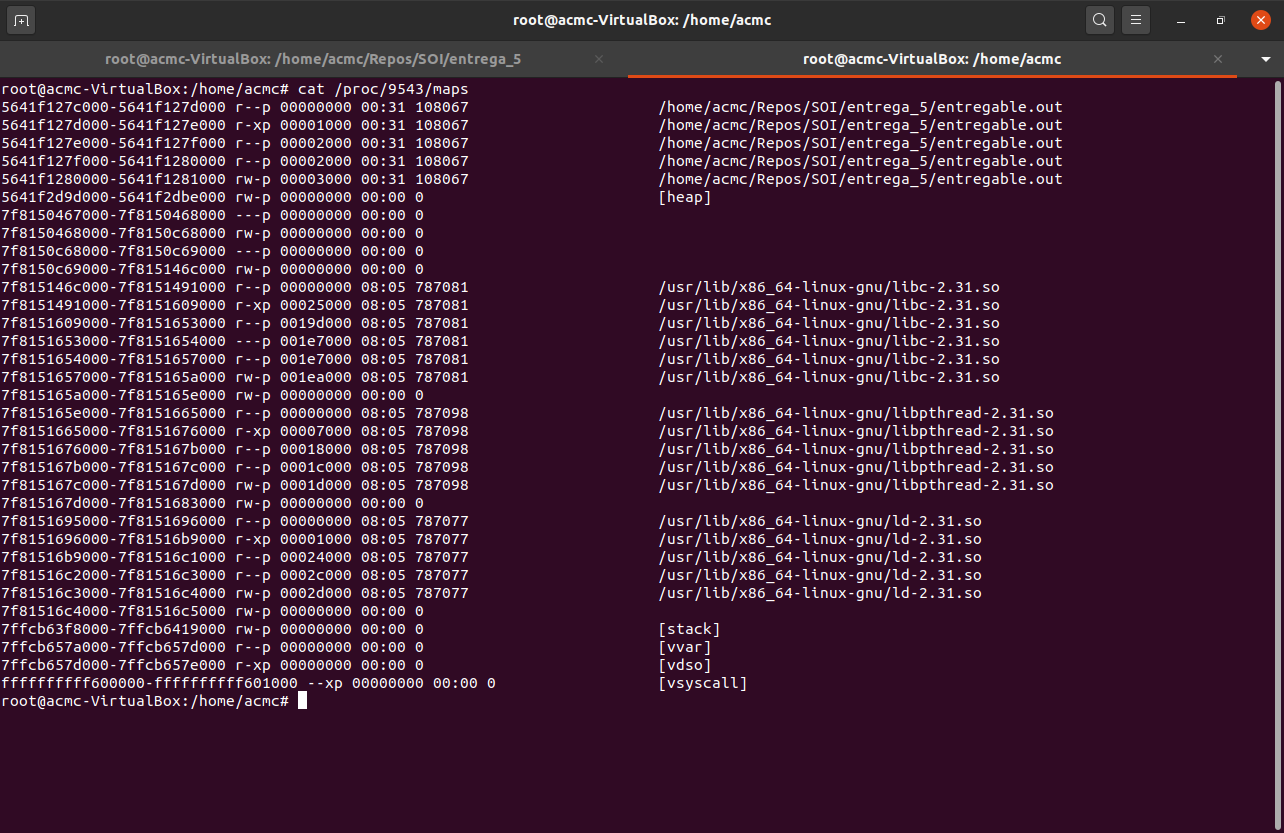 root@acmc-VirtualBox: /home/acmc
root@acmc-VirtualBox: /home/acmc/Repos/SOI/entrega_5 × root@acmc-VirtualBox: /home/acmc ×
root@acmc-VirtualBox:/home/acmc# cat /proc/9543/maps
5641f127c000-5641f127d000 r--p 00000000 00:31 108067 /home/acmc/Repos/SOI/entrega_5/entregable.out
5641f127d000-5641f127e000 r-xp 00001000 00:31 108067 /home/acmc/Repos/SOI/entrega_5/entregable.out
5641f127e000-5641f127f000 r--p 00002000 00:31 108067 /home/acmc/Repos/SOI/entrega_5/entregable.out
5641f127f000-5641f1280000 r--p 00002000 00:31 108067 /home/acmc/Repos/SOI/entrega_5/entregable.out
5641f1280000-5641f1281000 rw-p 00003000 00:31 108067 /home/acmc/Repos/SOI/entrega_5/entregable.out
5641f2d9d000-5641f2dbe000 rw-p 00000000 00:00 0 [heap]
7f8150467000-7f8150468000 ---p 00000000 00:00 0
7f8150468000-7f8150c68000 rw-p 00000000 00:00 0
7f8150c68000-7f8150c69000 ---p 00000000 00:00 0
7f8150c69000-7f815146c000 rw-p 00000000 00:00 0
7f815146c000-7f8151491000 r--p 00000000 08:05 787081 /usr/lib/x86_64-linux-gnu/libc-2.31.so
7f8151491000-7f8151609000 r-xp 00025000 08:05 787081 /usr/lib/x86_64-linux-gnu/libc-2.31.so
7f8151609000-7f8151653000 r--p 0019d000 08:05 787081 /usr/lib/x86_64-linux-gnu/libc-2.31.so
7f8151653000-7f8151654000 ---p 001e7000 08:05 787081 /usr/lib/x86_64-linux-gnu/libc-2.31.so
7f8151654000-7f8151657000 r--p 001e7000 08:05 787081 /usr/lib/x86_64-linux-gnu/libc-2.31.so
7f8151657000-7f815165a000 rw-p 001ea000 08:05 787081 /usr/lib/x86_64-linux-gnu/libc-2.31.so
7f815165a000-7f815165e000 rw-p 00000000 00:00 0
7f815165e000-7f8151665000 r--p 00000000 08:05 787098 /usr/lib/x86_64-linux-gnu/libpthread-2.31.so
7f8151665000-7f8151676000 r-xp 00007000 08:05 787098 /usr/lib/x86_64-linux-gnu/libpthread-2.31.so
7f8151676000-7f815167b000 r--p 00018000 08:05 787098 /usr/lib/x86_64-linux-gnu/libpthread-2.31.so
7f815167b000-7f815167c000 r--p 0001c000 08:05 787098 /usr/lib/x86_64-linux-gnu/libpthread-2.31.so
7f815167c000-7f815167d000 rw-p 0001d000 08:05 787098 /usr/lib/x86_64-linux-gnu/libpthread-2.31.so
7f815167d000-7f8151683000 rw-p 00000000 00:00 0
7f8151695000-7f8151696000 r--p 00000000 08:05 787077 /usr/lib/x86_64-linux-gnu/ld-2.31.so
7f8151696000-7f81516b9000 r-xp 00001000 08:05 787077 /usr/lib/x86_64-linux-gnu/ld-2.31.so
7f81516b9000-7f81516c1000 r--p 00024000 08:05 787077 /usr/lib/x86_64-linux-gnu/ld-2.31.so
7f81516c2000-7f81516c3000 r--p 0002c000 08:05 787077 /usr/lib/x86_64-linux-gnu/ld-2.31.so
7f81516c3000-7f81516c4000 rw-p 0002d000 08:05 787077 /usr/lib/x86_64-linux-gnu/ld-2.31.so
7f81516c4000-7f81516c5000 rw-p 00000000 00:00 0
7ffcb63f8000-7ffcb6419000 rw-p 00000000 00:00 0 [stack]
7ffcb657a000-7ffcb657d000 r--p 00000000 00:00 0 [vvar]
7ffcb657d000-7ffcb657e000 r-xp 00000000 00:00 0 [vdso]
ffffffffff600000-ffffffffff601000 --xp 00000000 00:00 0 [vsyscall]
root@acmc-VirtualBox:/home/acmc#